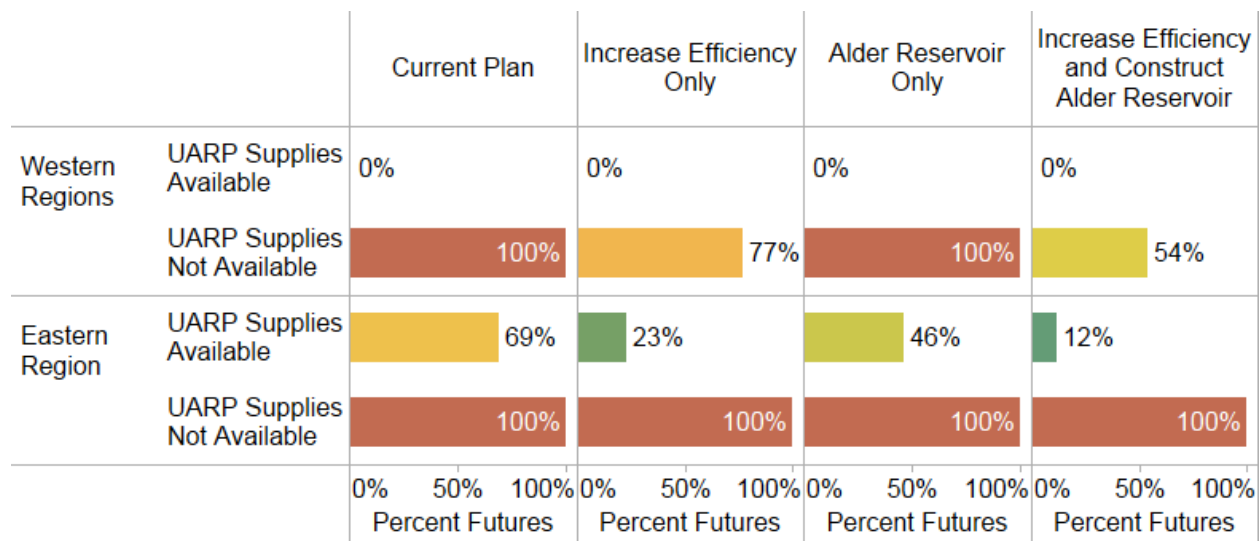 Current Plan
Increase Efficiency
Only
Alder Reservoir
Only
Increase Efficiency
and Construct
Alder Reservoir
Western
Regions
UARP Supplies
Available
0%
0%
0%
0%
UARP Supplies
Not Available
100%
77%
100%
54%
Eastern
Region
UARP Supplies
Available
69%
23%
46%
12%
UARP Supplies
Not Available
100%
100%
100%
100%
0% 50% 100%
0% 50% 100%
0% 50% 100%
0% 50% 100%
Percent Futures
Percent Futures
Percent Futures
Percent Futures